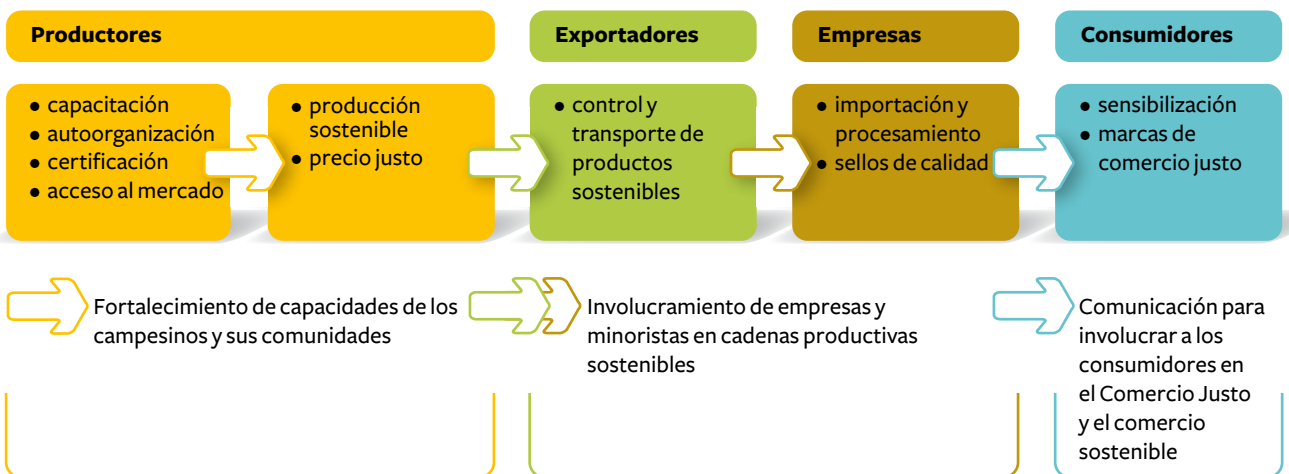 Productores
Exportadores
Empresas
Consumidores
• capacitación
• autoorganización
• certificación
• acceso al mercado
• producción
sostenible
• precio justo
• control y
transporte de
productos
sostenibles
• importación y
procesamiento
• sellos de calidad
• sensibilización
• marcas de
comercio justo
Fortalecimiento de capacidades de los
campesinos y sus comunidades
Involucramiento de empresas y
minoristas en cadenas productivas
sostenibles
Comunicación para
involucrar a los
consumidores en
el Comercio Justo
y el comercio
sostenible